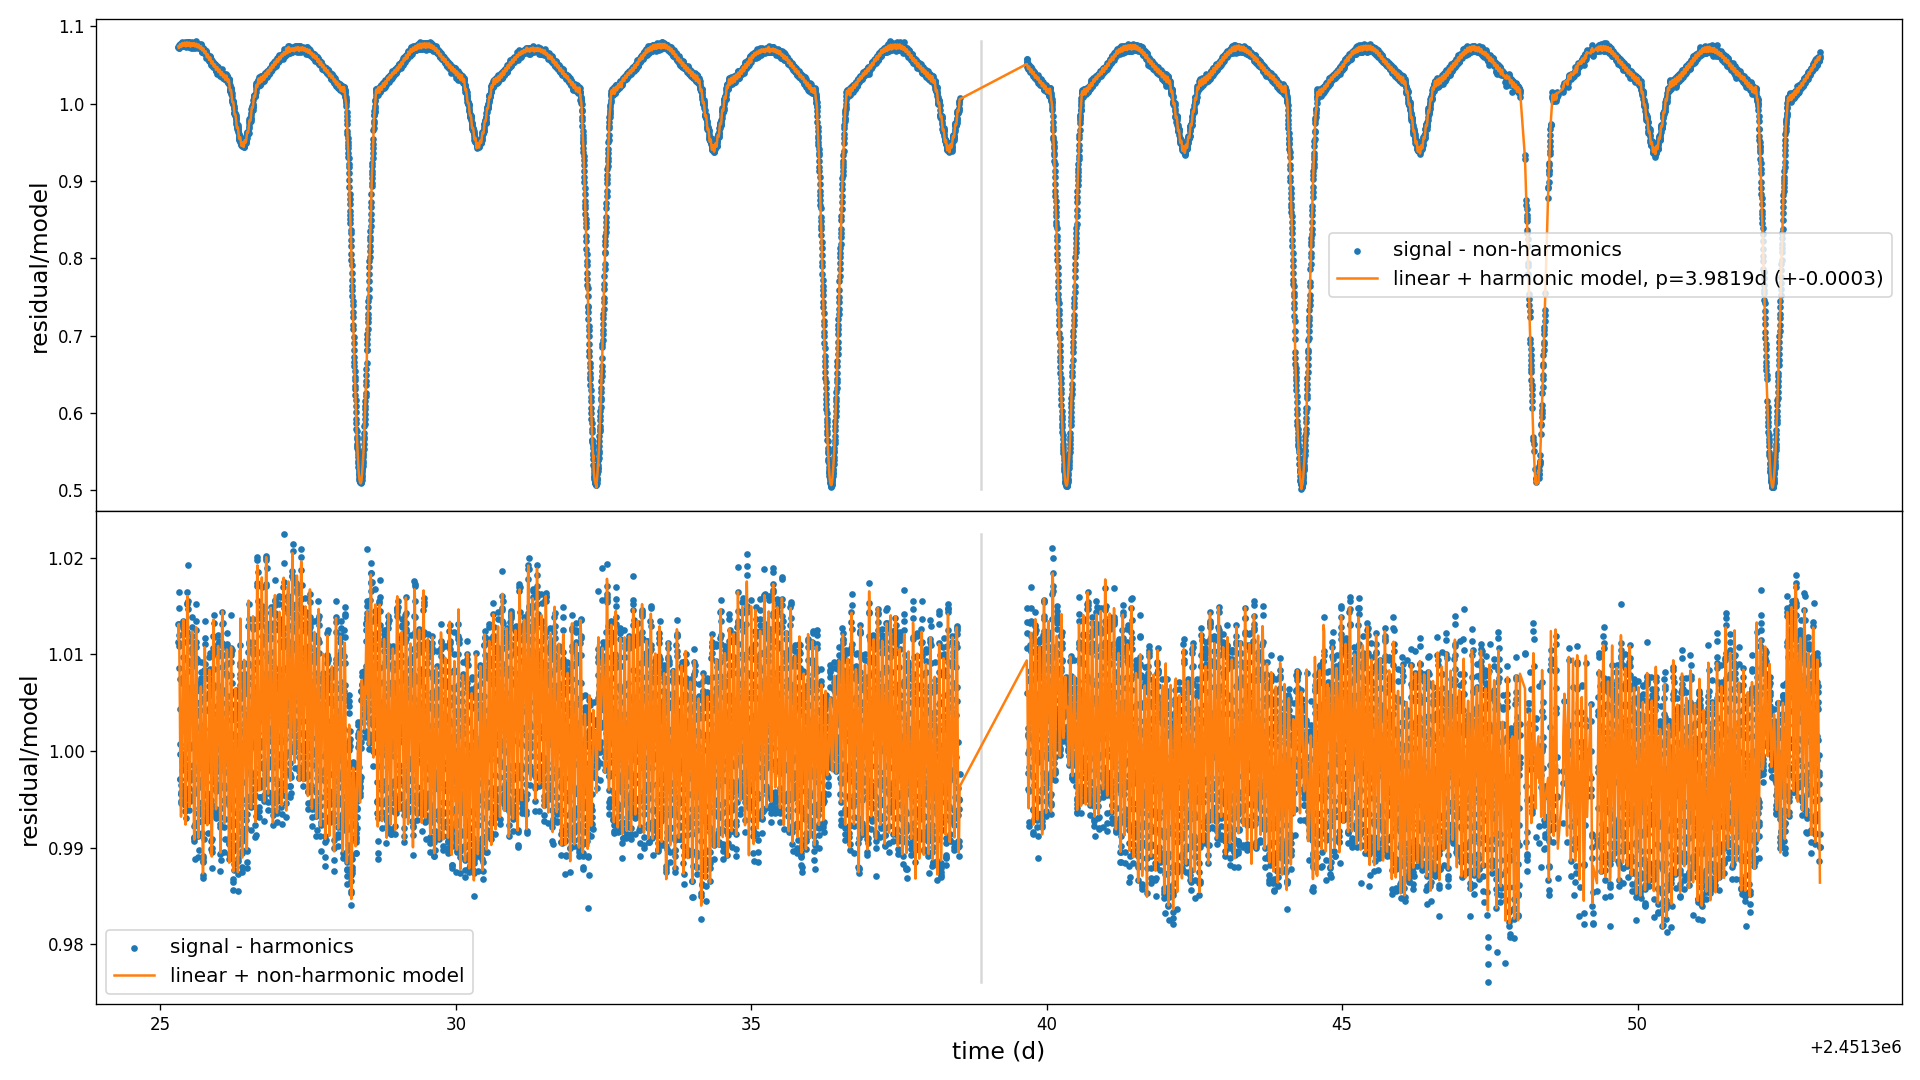 1.1
1.0
0.9
0.8
0.7
0.6
0.5
residual/model
signal - non-harmonics
linear + harmonic model, p=3.9819d (+-0.0003)
1.02
1.01
1.00
0.99
0.98
residual/model
signal - harmonics
linear + non-harmonic model
25 30 35 40 45 50
time (d)
+2.4513e6